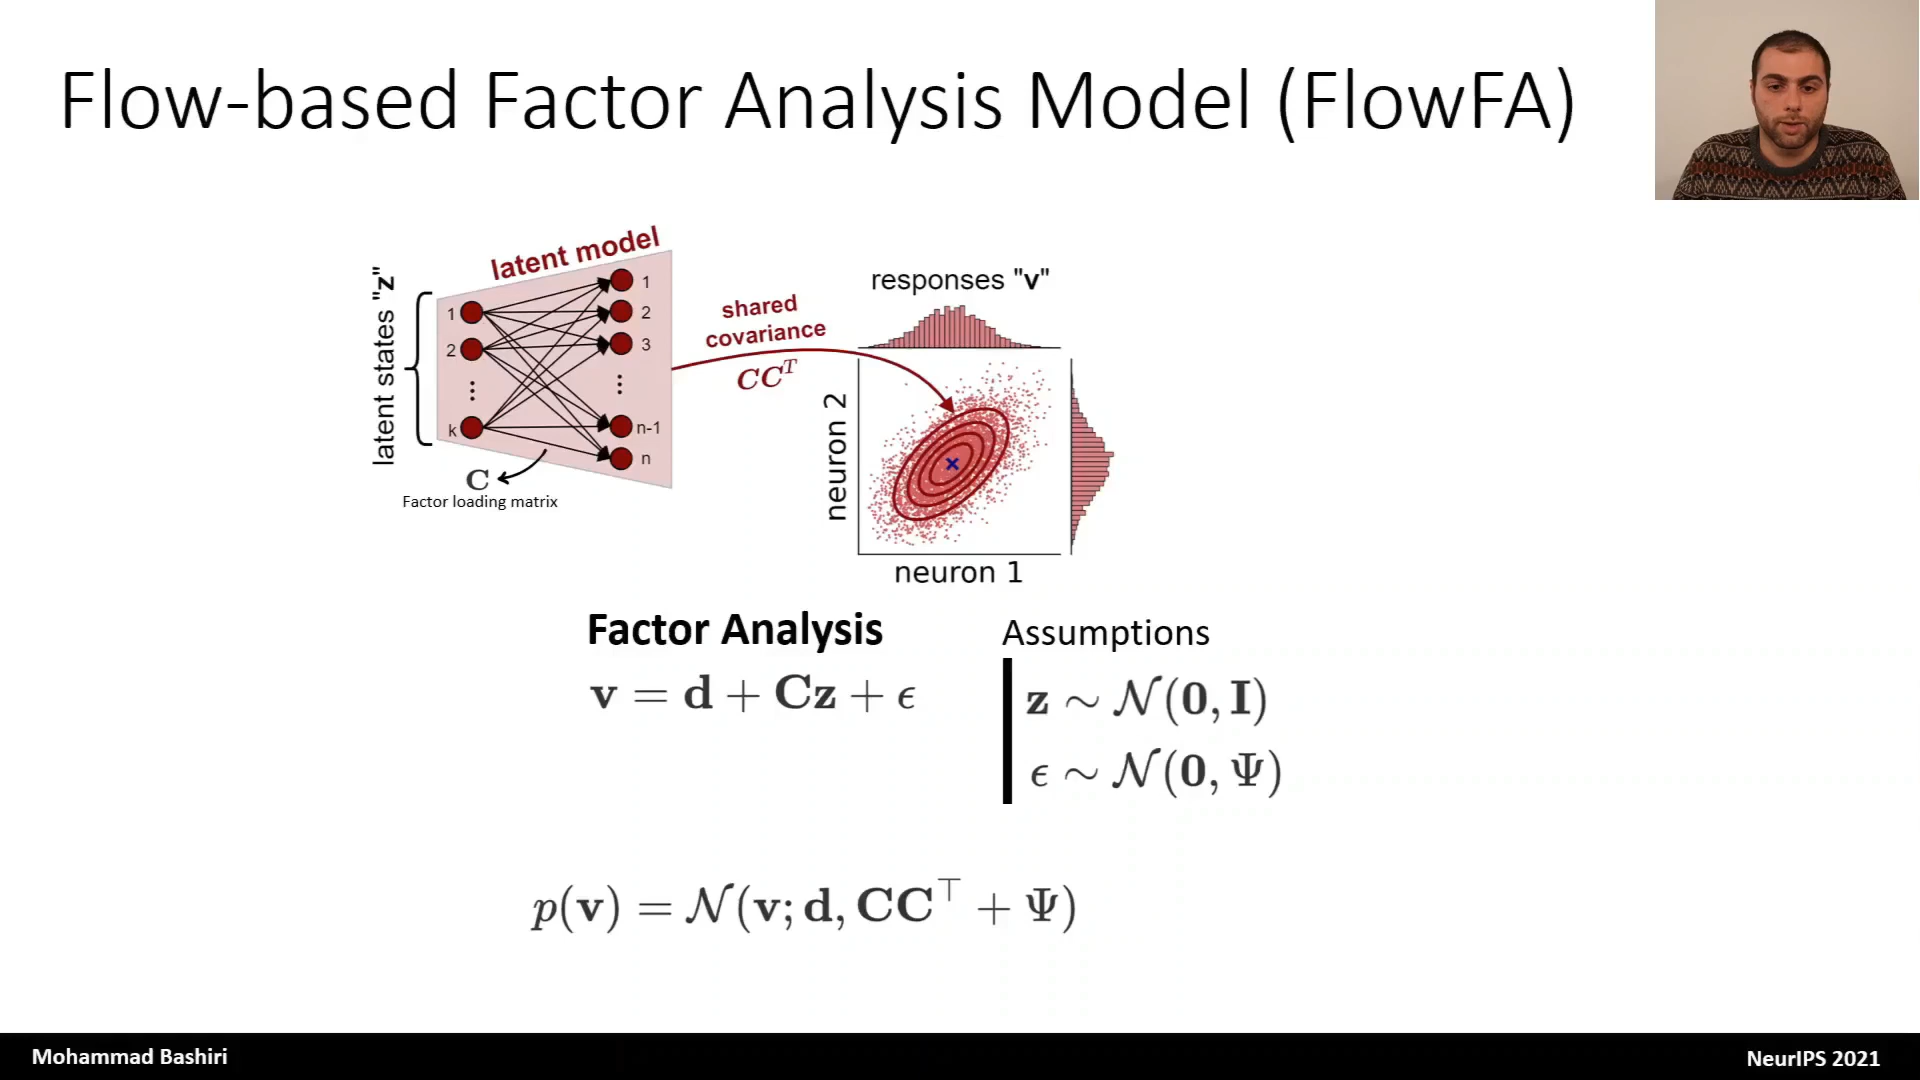 Flow-based Factor Analysis Model (FlowFA)
latent model
latent states "z"
1
2
⋮
k
1
2
3
⋮
n-1
n
C
Factor loading matrix
shared
covariance
CCᵀ
responses "v"
neuron 2
neuron 1
Factor Analysis
v = d + Cz + ϵ
Assumptions
z ∼ 𝒩(0, I)
ϵ ∼ 𝒩(0, Ψ)
p(v) = 𝒩(v; d, CC⊤ + Ψ)
Mohammad Bashiri
NeurIPS 2021